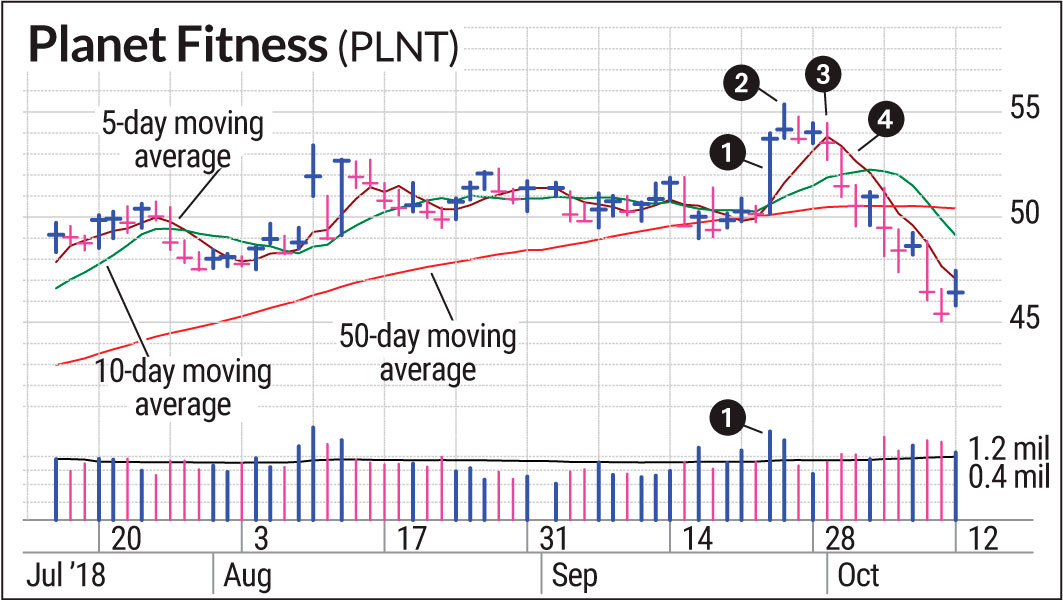 Planet Fitness (PLNT)
5-day moving
average
2
3
55
4
1
50
50-day moving
average
45
10-day moving
average
1
1.2 mil
0.4 mil
20
3
17
31
14
28
12
Jul '18
Aug
Sep
Oct